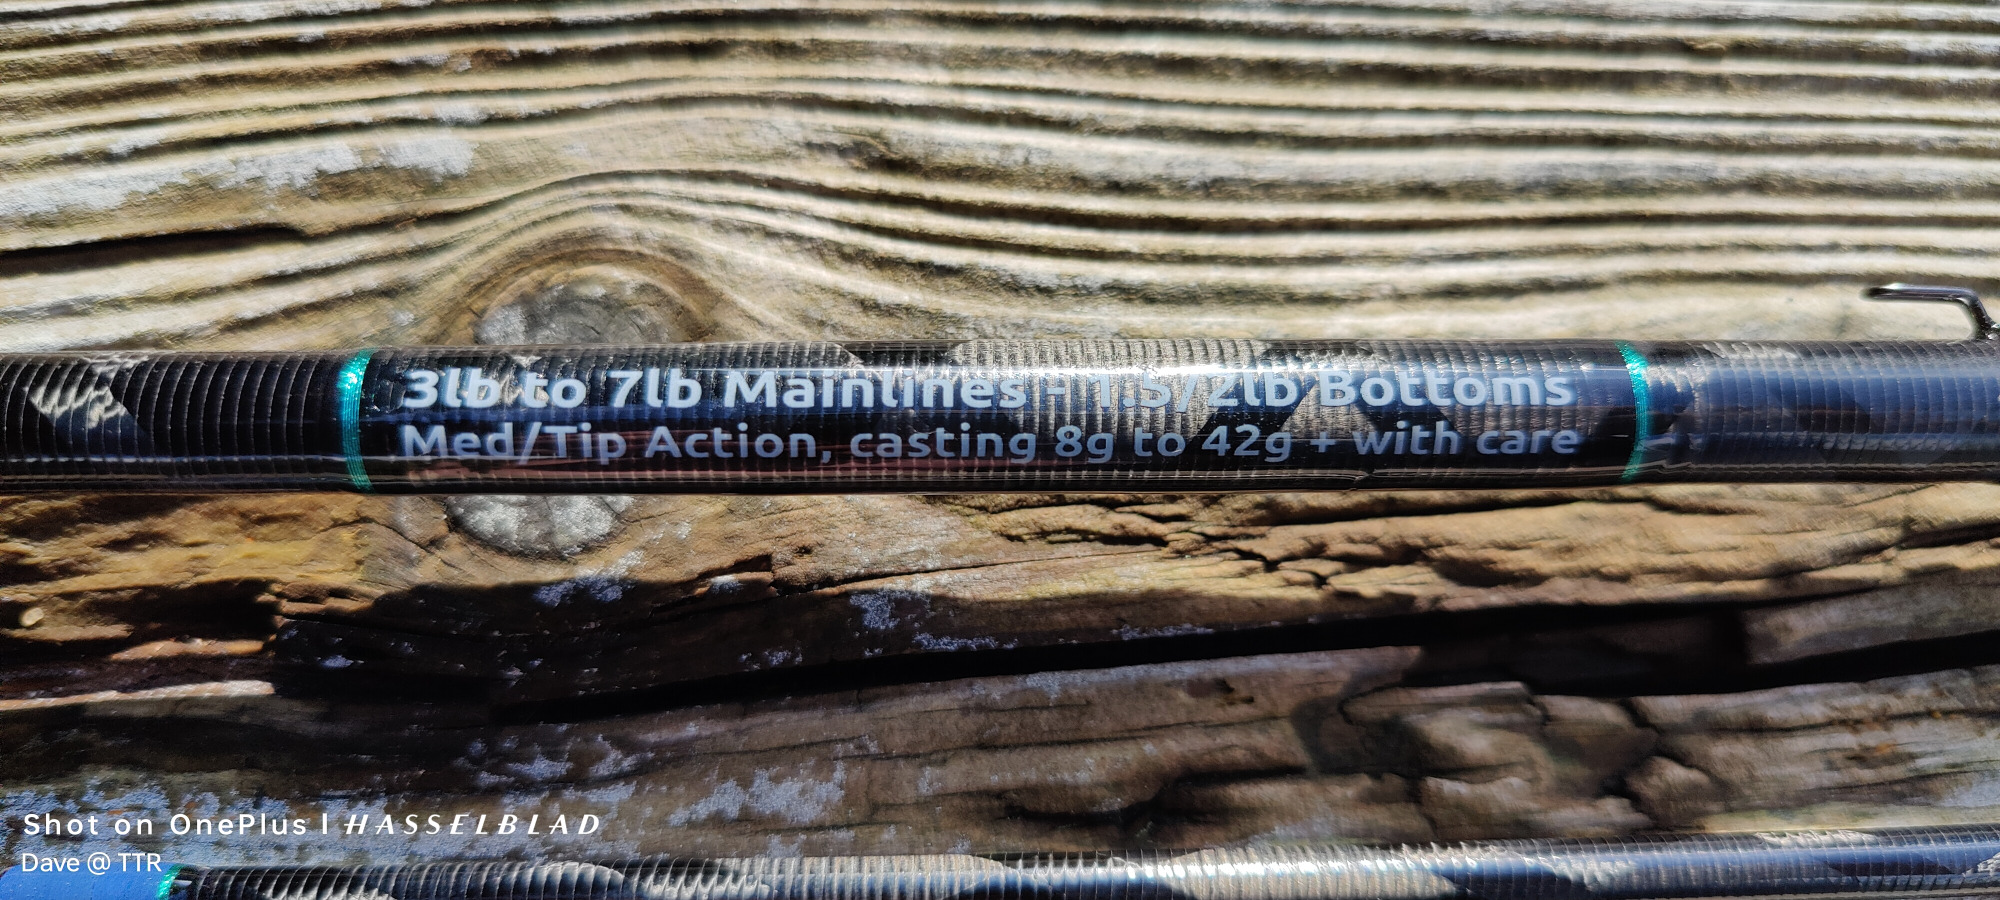 3lb to 7lb Mainlines - 1.5/2lb Bottoms
Med/Tip Action, casting 8g to 42g + with care
Shot on OnePlus | HASSELBLAD
Dave @ TTR